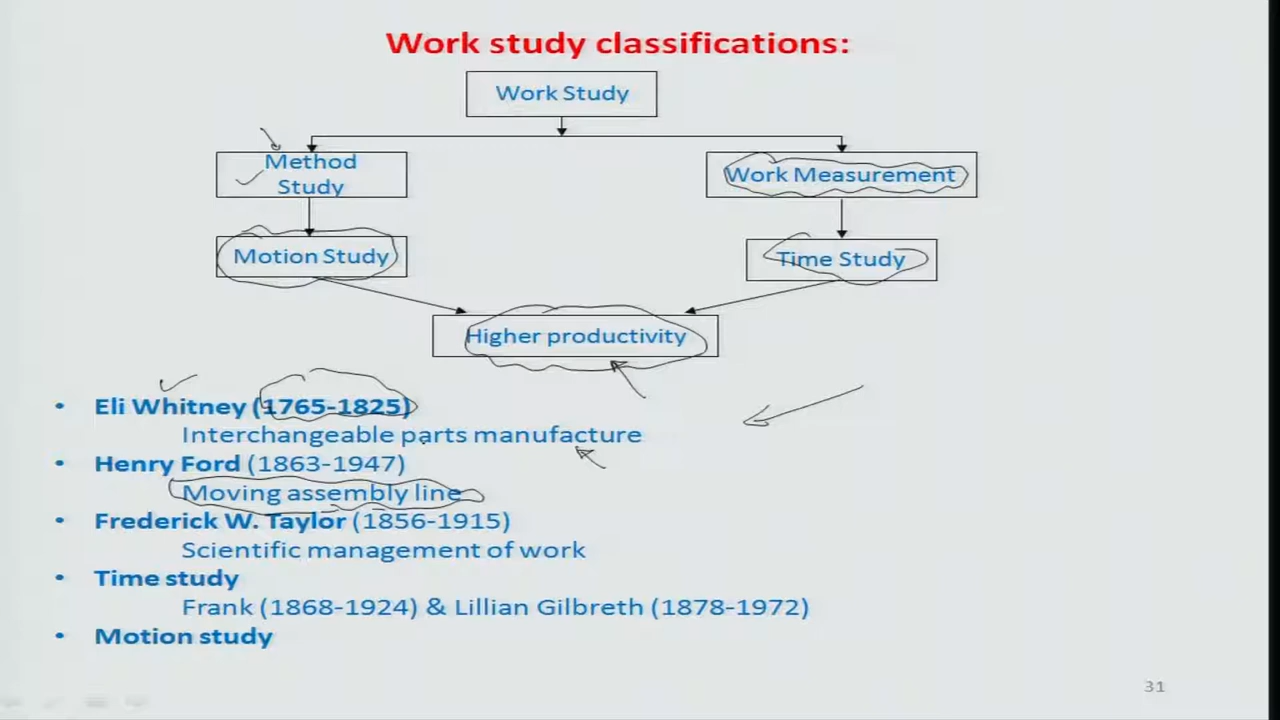 Work study classifications:
Work Study
Method
Study
Work Measurement
Motion Study
Time Study
Higher productivity
• Eli Whitney (1765-1825)
Interchangeable parts manufacture
• Henry Ford (1863-1947)
Moving assembly line
• Frederick W. Taylor (1856-1915)
Scientific management of work
• Time study
Frank (1868-1924) & Lillian Gilbreth (1878-1972)
• Motion study
31